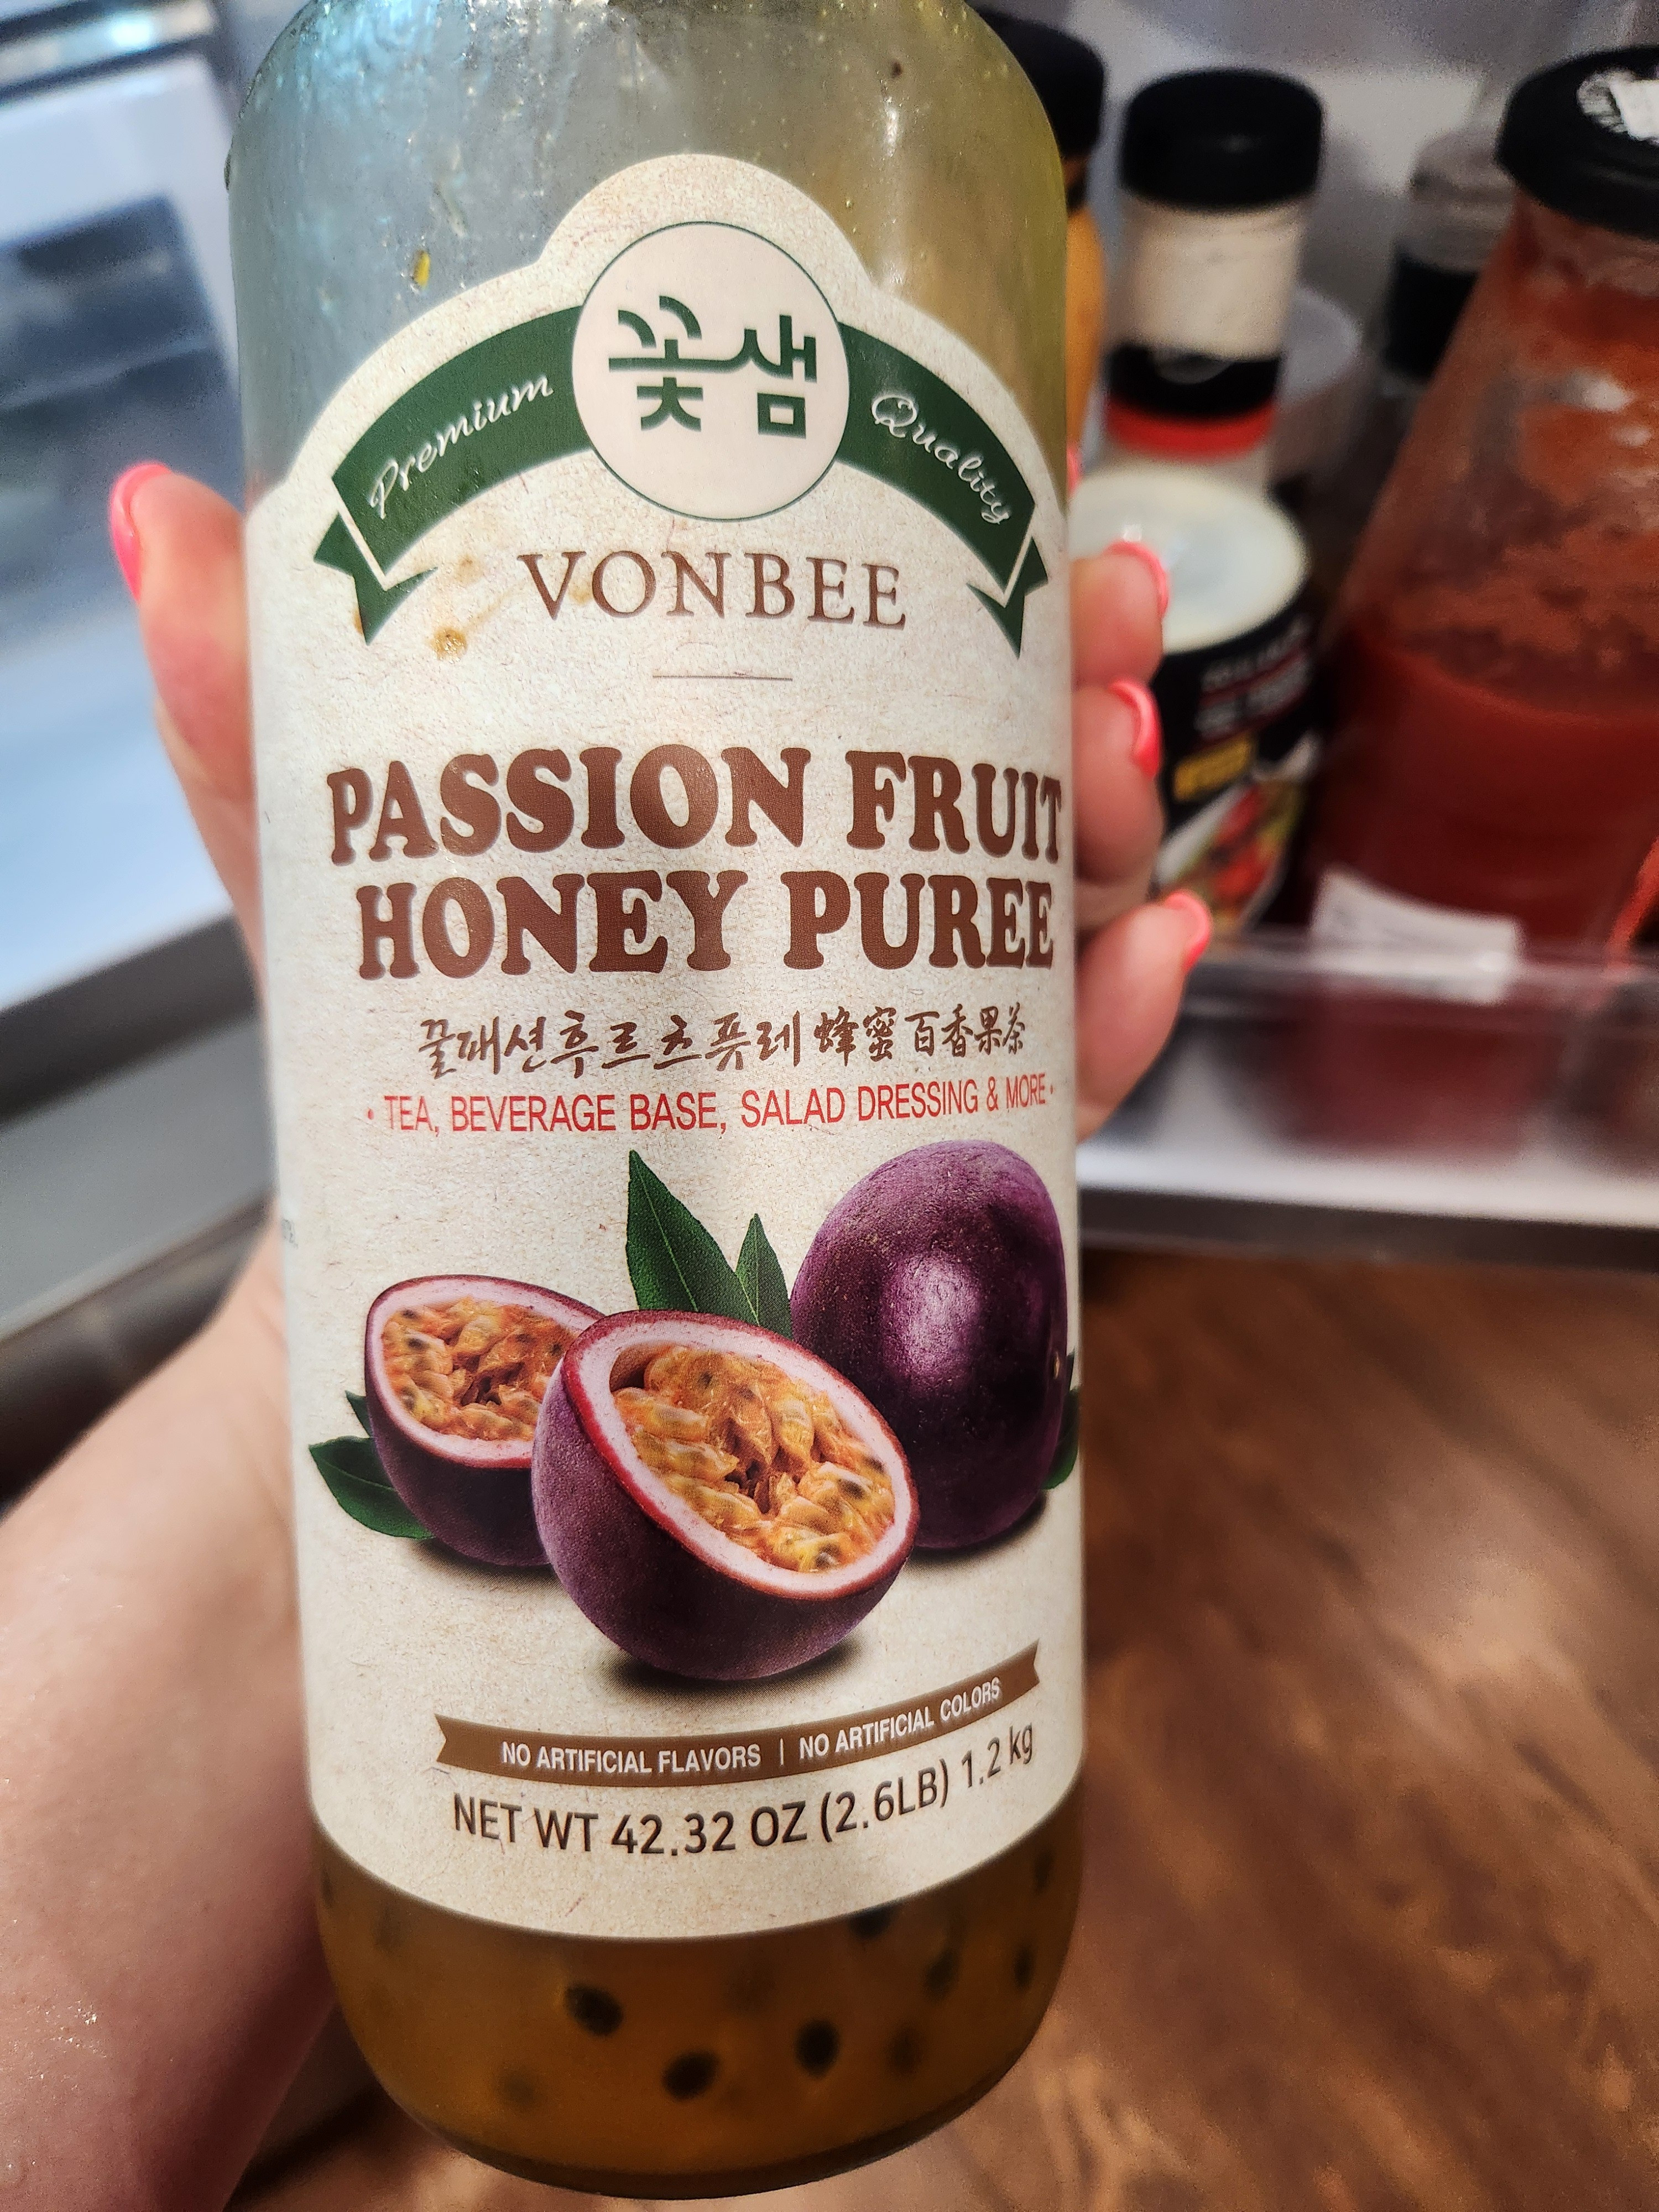 꽃샘
Premium Quality
VONBEE
PASSION FRUIT
HONEY PUREE
꿀패션후르츠퓨레 蜂蜜百香果茶
• TEA, BEVERAGE BASE, SALAD DRESSING & MORE •
NO ARTIFICIAL FLAVORS | NO ARTIFICIAL COLORS
NET WT 42.32 OZ (2.6LB) 1.2 kg